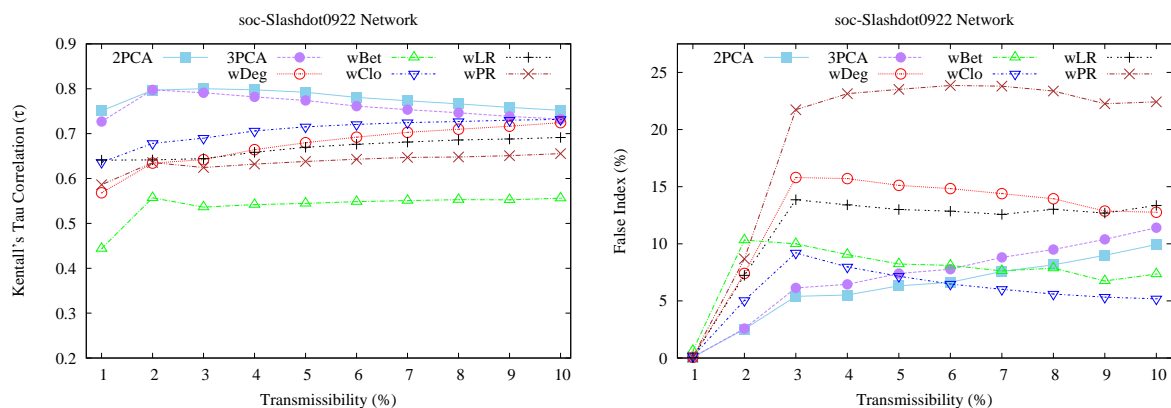 soc-Slashdot0922 Network
Kentall's Tau Correlation (τ)
0.9
0.8
0.7
0.6
0.5
0.4
0.3
0.2
2PCA 3PCA wBet wLR
wDeg wClo wPR
1 2 3 4 5 6 7 8 9 10
Transmissibility (%)
soc-Slashdot0922 Network
False Index (%)
25
20
15
10
5
0
2PCA 3PCA wBet wLR
wDeg wClo wPR
1 2 3 4 5 6 7 8 9 10
Transmissibility (%)